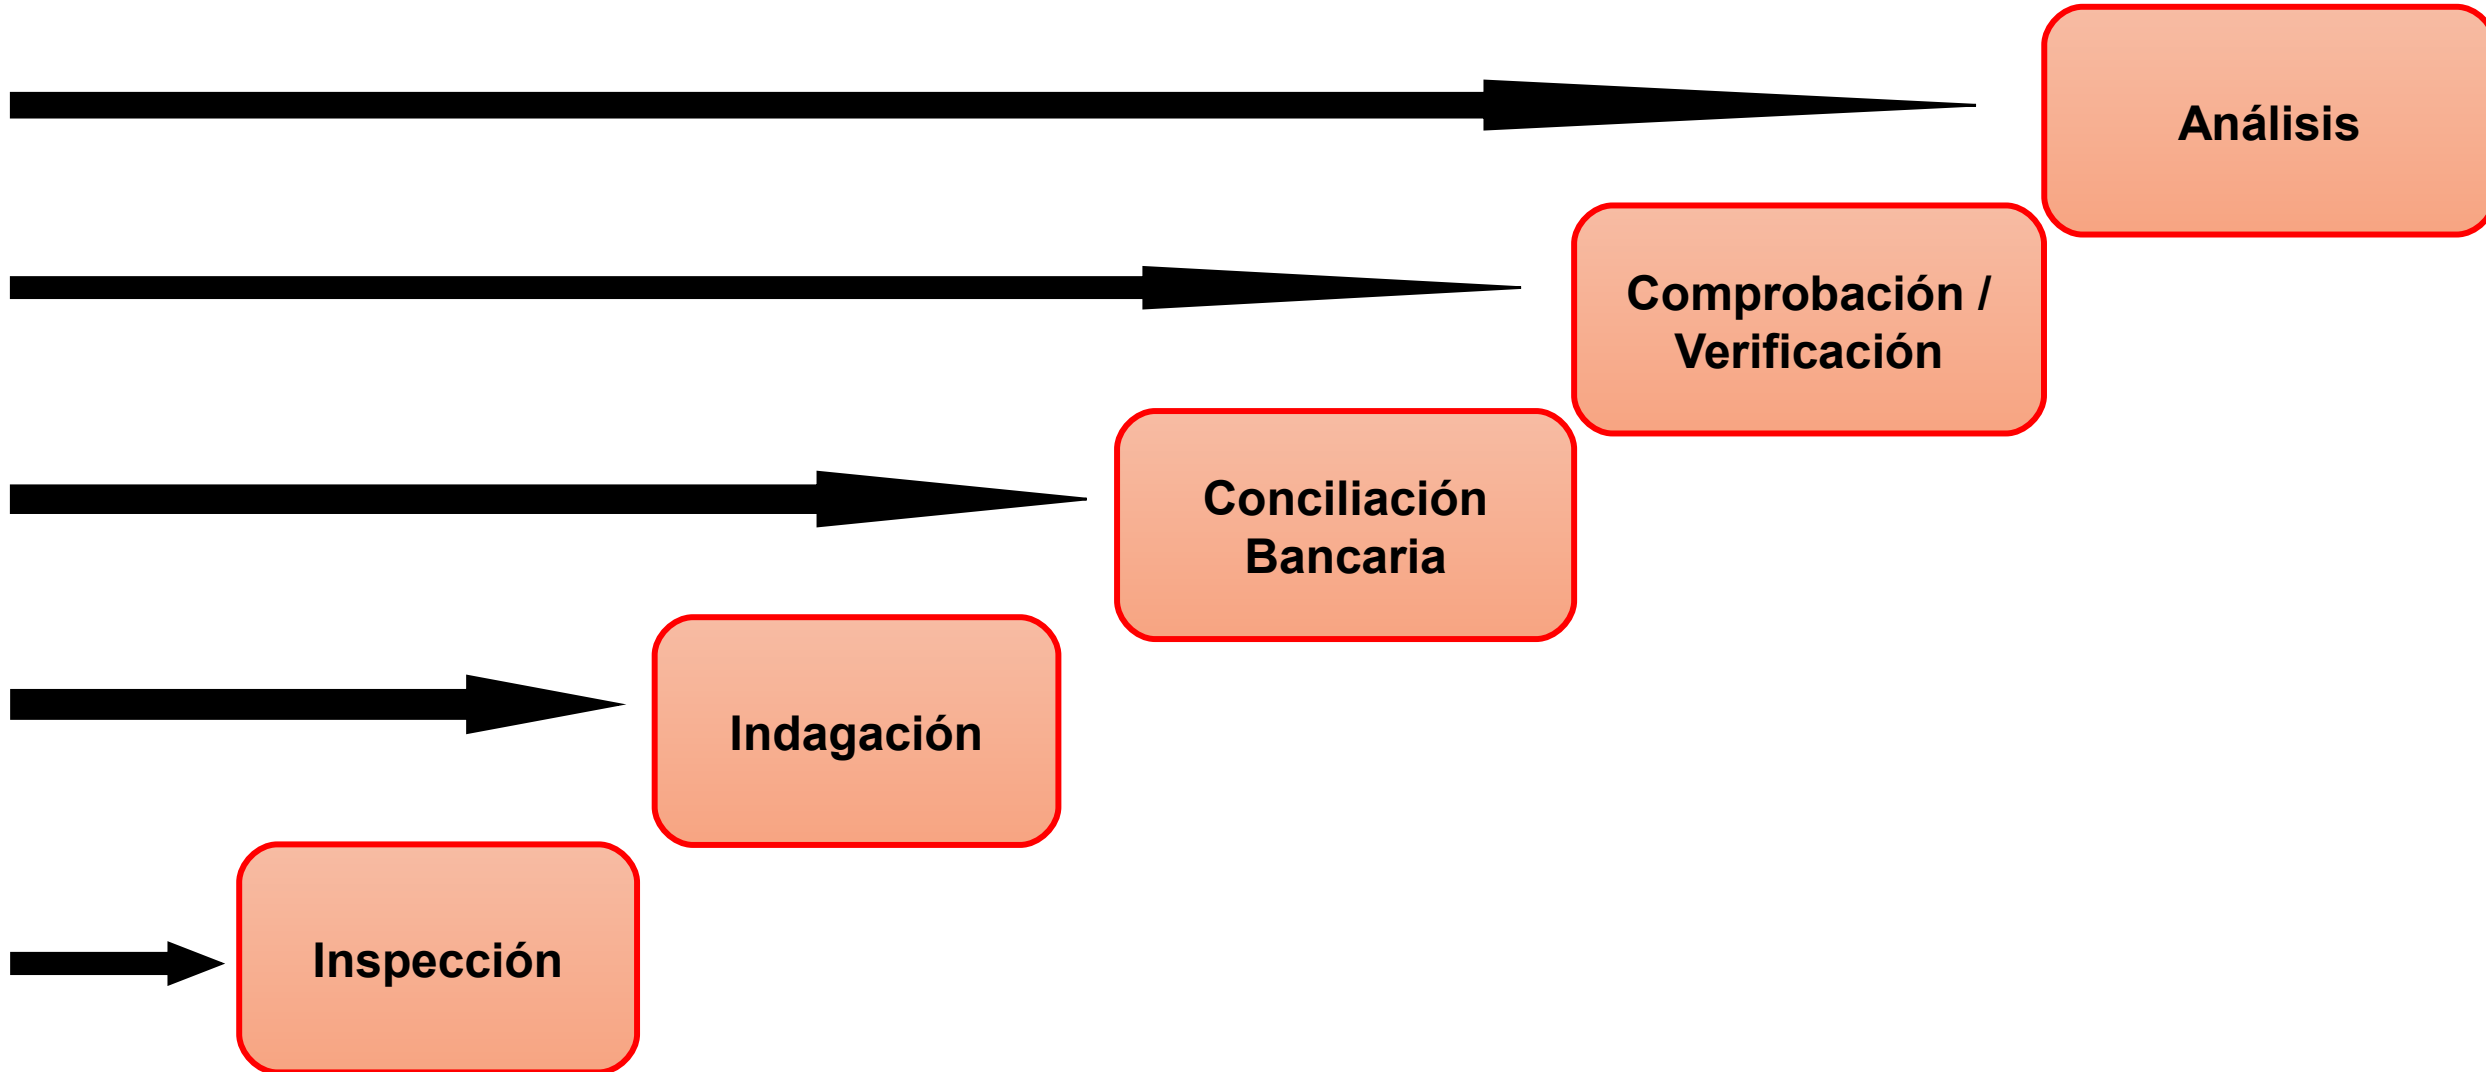 Análisis
Comprobación /
Verificación
Conciliación
Bancaria
Indagación
Inspección